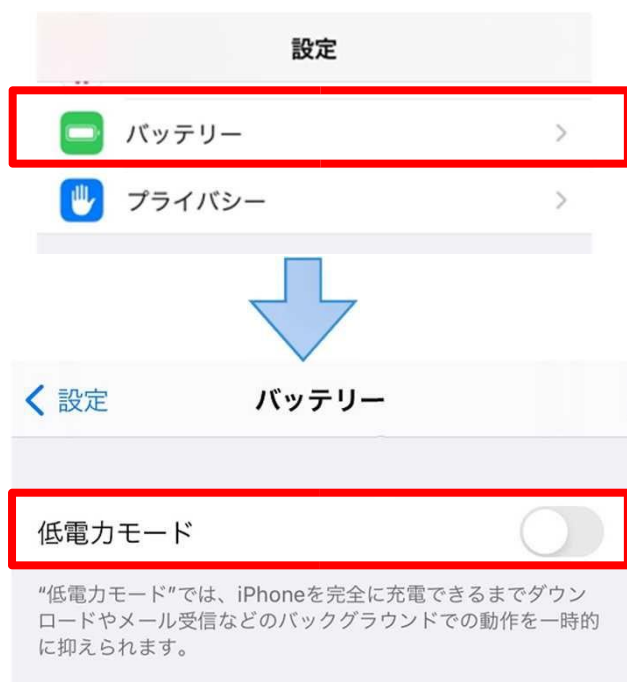 設定
バッテリー
プライバシー
設定
バッテリー
低電力モード
“低電力モード”では、iPhoneを完全に充電できるまでダウン
ロードやメール受信などのバックグラウンドでの動作を一時的
に抑えられます。